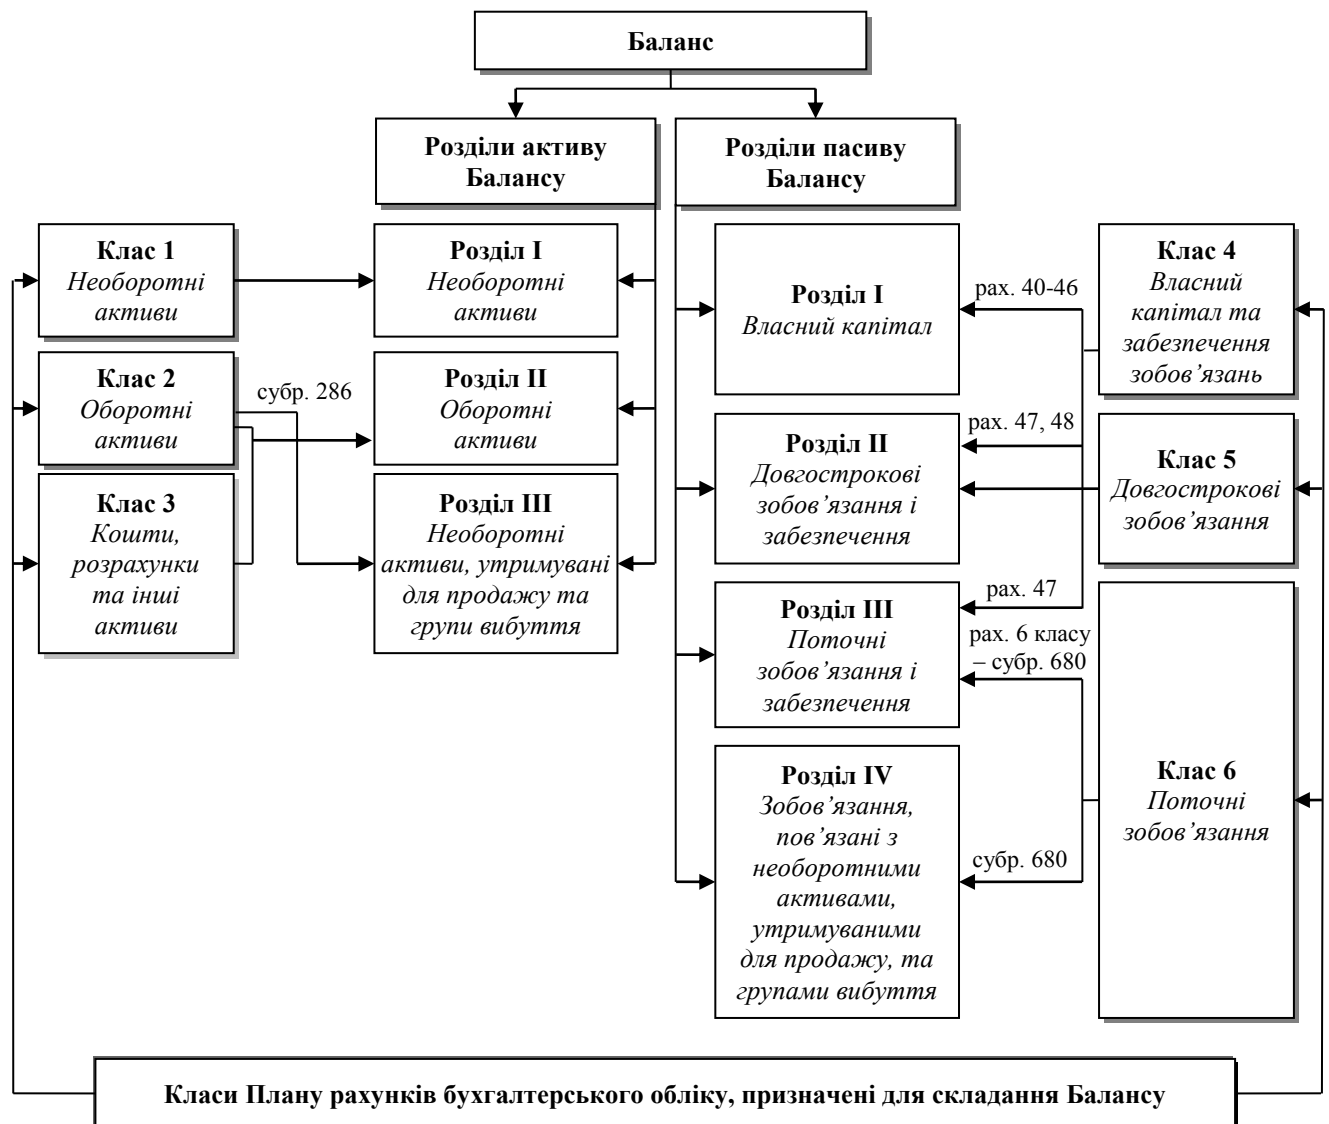 Баланс
Розділи активу
Балансу
Розділи пасиву
Балансу
Клас 1
Необоротні
активи
Розділ I
Необоротні
активи
Клас 2
Оборотні
активи
субр. 286
Розділ II
Оборотні
активи
Клас 3
Кошти,
розрахунки
та інші
активи
Розділ III
Необоротні
активи, утримувані
для продажу та
групи вибуття
Розділ I
Власний капітал
рах. 40-46
Клас 4
Власний
капітал та
забезпечення
зобов’язань
Розділ II
Довгострокові
зобов’язання і
забезпечення
рах. 47, 48
Клас 5
Довгострокові
зобов’язання
Розділ III
Поточні
зобов’язання і
забезпечення
рах. 47
рах. 6 класу
– субр. 680
Розділ IV
Зобов’язання,
пов’язані з
необоротними
активами,
утримуваними
для продажу, та
групами вибуття
субр. 680
Клас 6
Поточні
зобов’язання
Класи Плану рахунків бухгалтерського обліку, призначені для складання Балансу